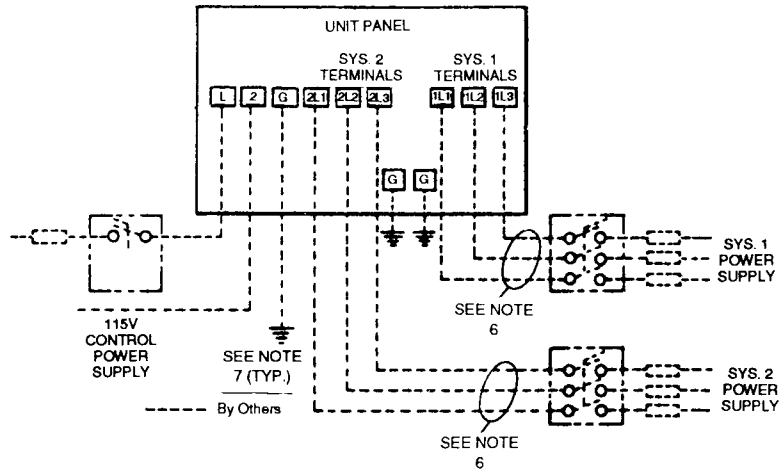 UNIT PANEL
SYS. 2
TERMINALS
SYS. 1
TERMINALS
L 2 G 2L1 2L2 2L3 1L1 1L2 1L3
G G
SYS. 1
POWER
SUPPLY
SEE NOTE
6
115V
CONTROL
POWER
SUPPLY
SEE NOTE
7 (TYP.)
By Others
SYS. 2
POWER
SUPPLY
SEE NOTE
6